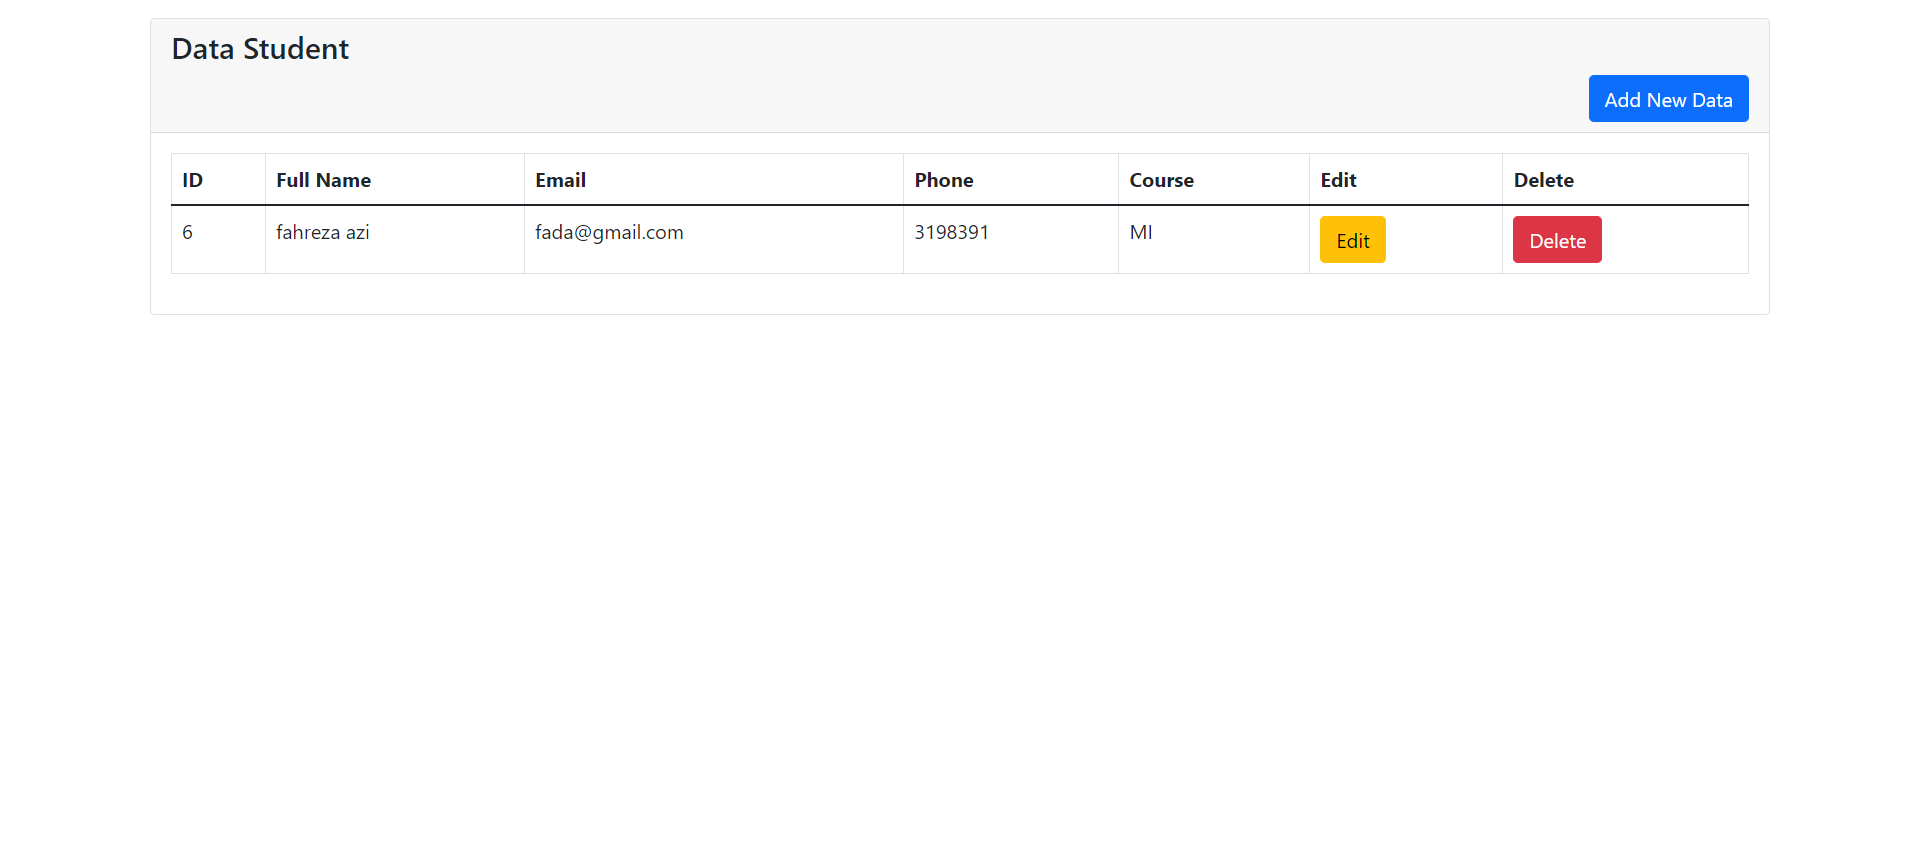 Data Student
Add New Data
ID Full Name Email Phone Course Edit Delete
6 fahreza azi fada@gmail.com 3198391 MI Edit Delete